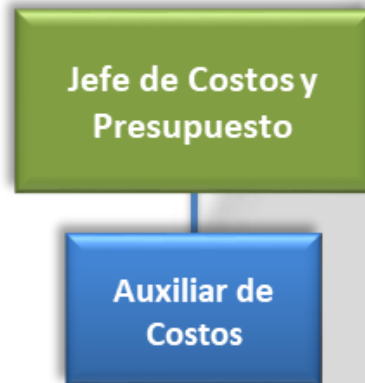 Jefe de Costos y
Presupuesto
Auxiliar de
Costos